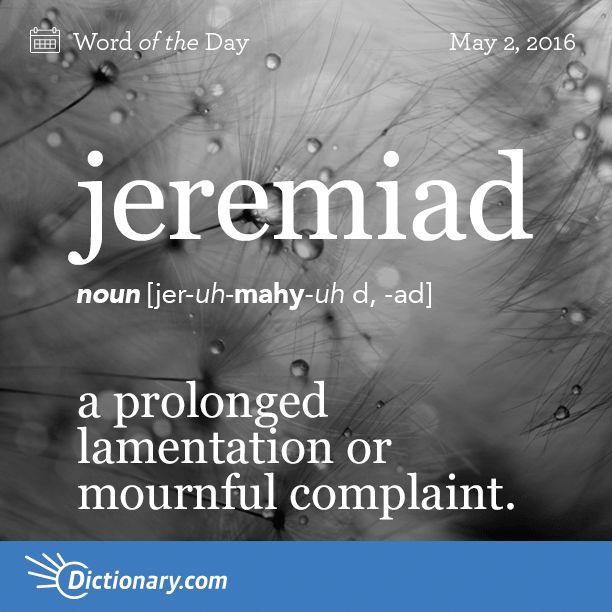 Word of the Day
May 2, 2016
jeremiad
noun [jer-uh-mahy-uh d, -ad]
a prolonged
lamentation or
mournful complaint.
Dictionary.com